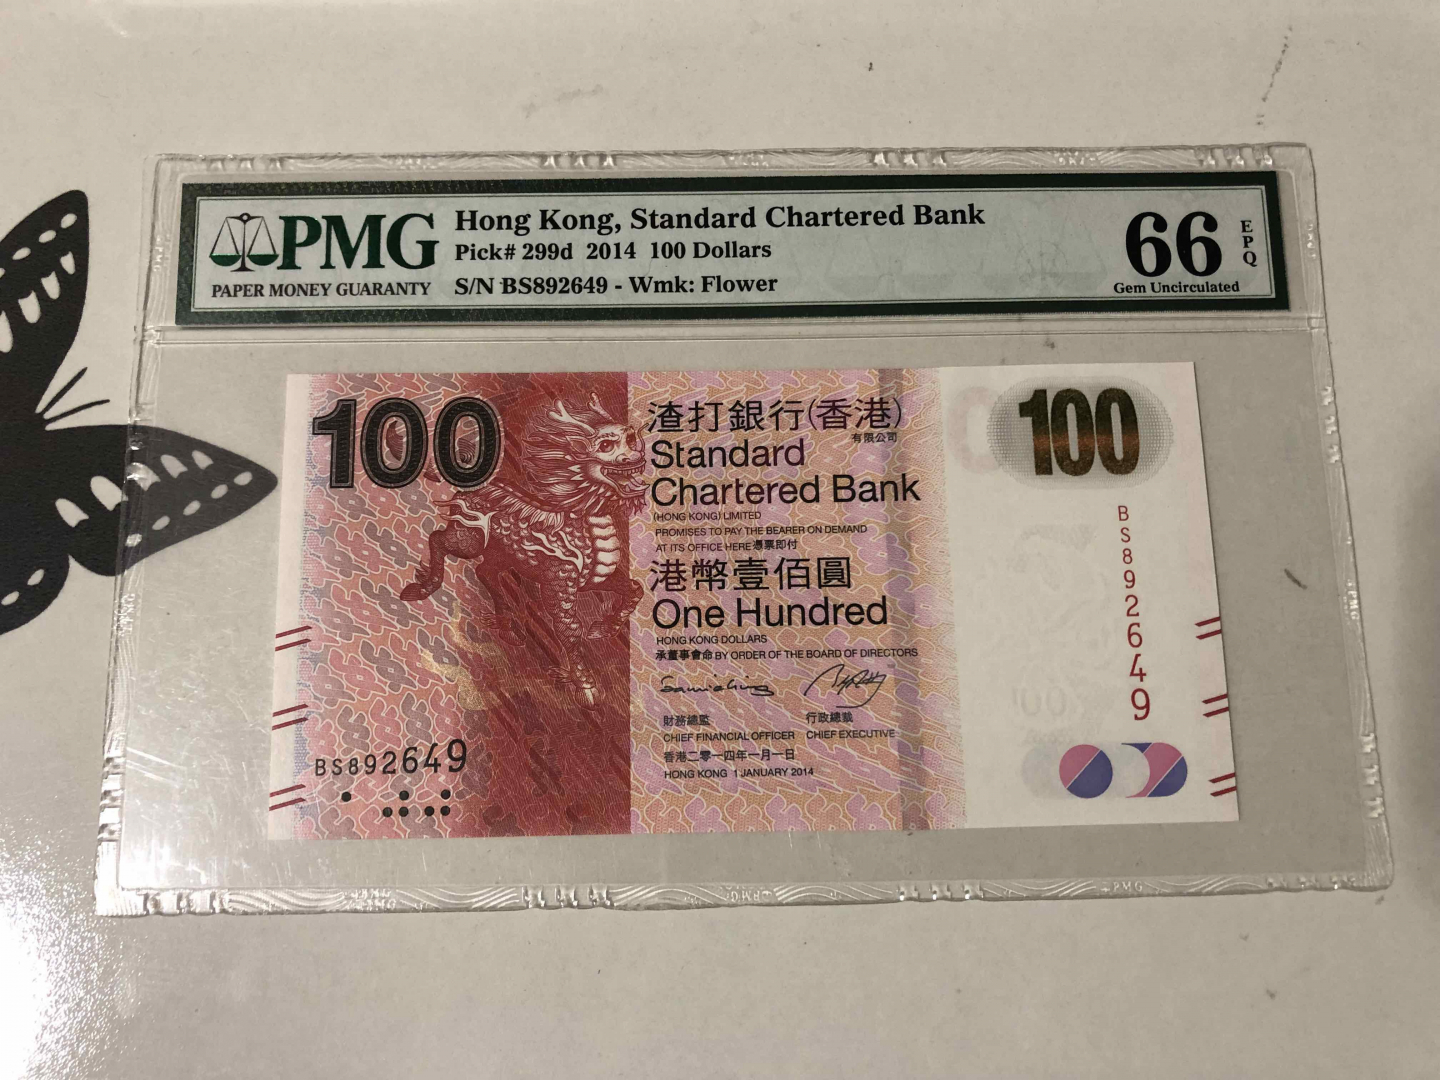 PMG
PAPER MONEY GUARANTY
Hong Kong, Standard Chartered Bank
Pick# 299d 2014 100 Dollars
S/N BS892649 - Wmk: Flower
66 EPQ
Gem Uncirculated
100
渣打銀行(香港)
有限公司
Standard
Chartered Bank
(HONG KONG) LIMITED
PROMISES TO PAY THE BEARER ON DEMAND
AT ITS OFFICE HERE 憑票即付
港幣壹佰圓
One Hundred
HONG KONG DOLLARS
承董事會命 BY ORDER OF THE BOARD OF DIRECTORS
財務總監 行政總裁
CHIEF FINANCIAL OFFICER CHIEF EXECUTIVE
香港二零一四年一月一日
HONG KONG 1 JANUARY 2014
BS892649
100
BS892649